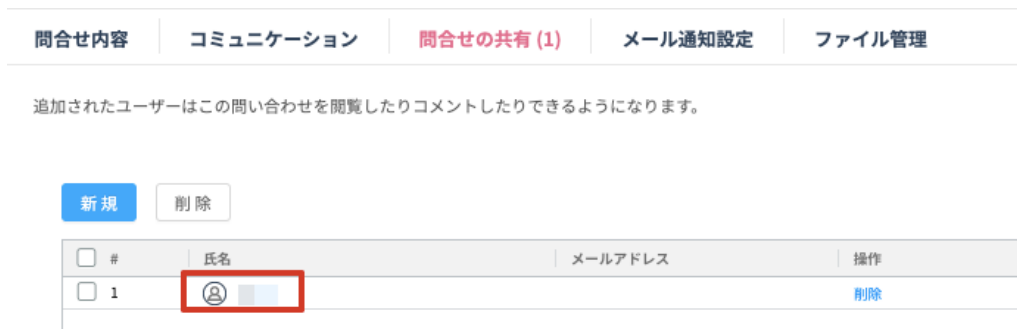 問合せ内容 コミュニケーション 問合せの共有 (1) メール通知設定 ファイル管理
追加されたユーザーはこの問い合わせを閲覧したりコメントしたりできるようになります。
新規 削除
# 氏名 メールアドレス 操作
1 削除